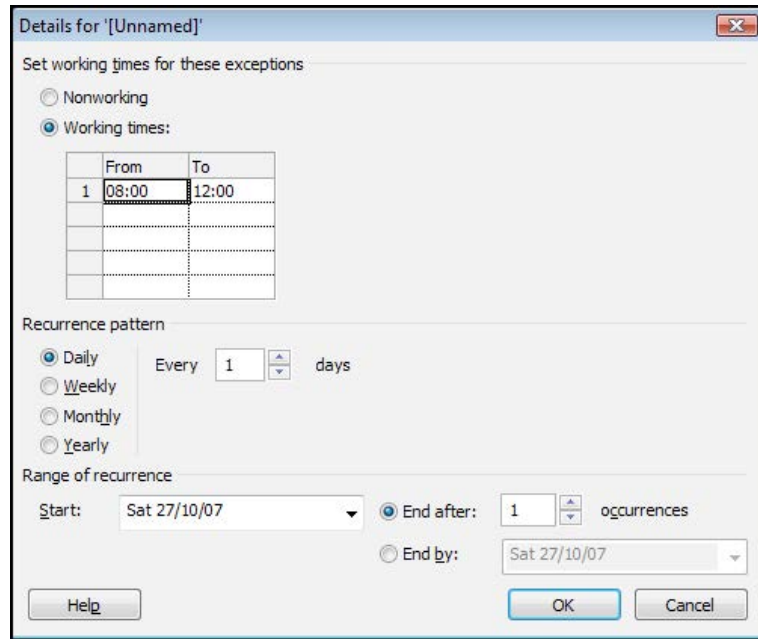 Details for '[Unnamed]'
Set working times for these exceptions
Nonworking
Working times:
From To
1 08:00 12:00
Recurrence pattern
Daily Every 1 days
Weekly
Monthly
Yearly
Range of recurrence
Start: Sat 27/10/07 End after: 1 occurrences
End by: Sat 27/10/07
Help OK Cancel